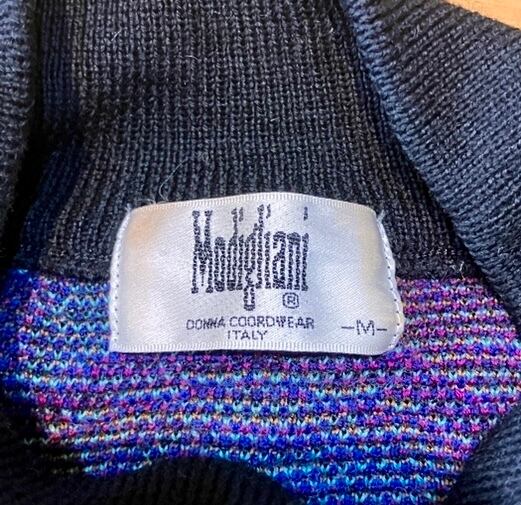 Modigliani
®
DONNA COORDWEAR
ITALY
-M-